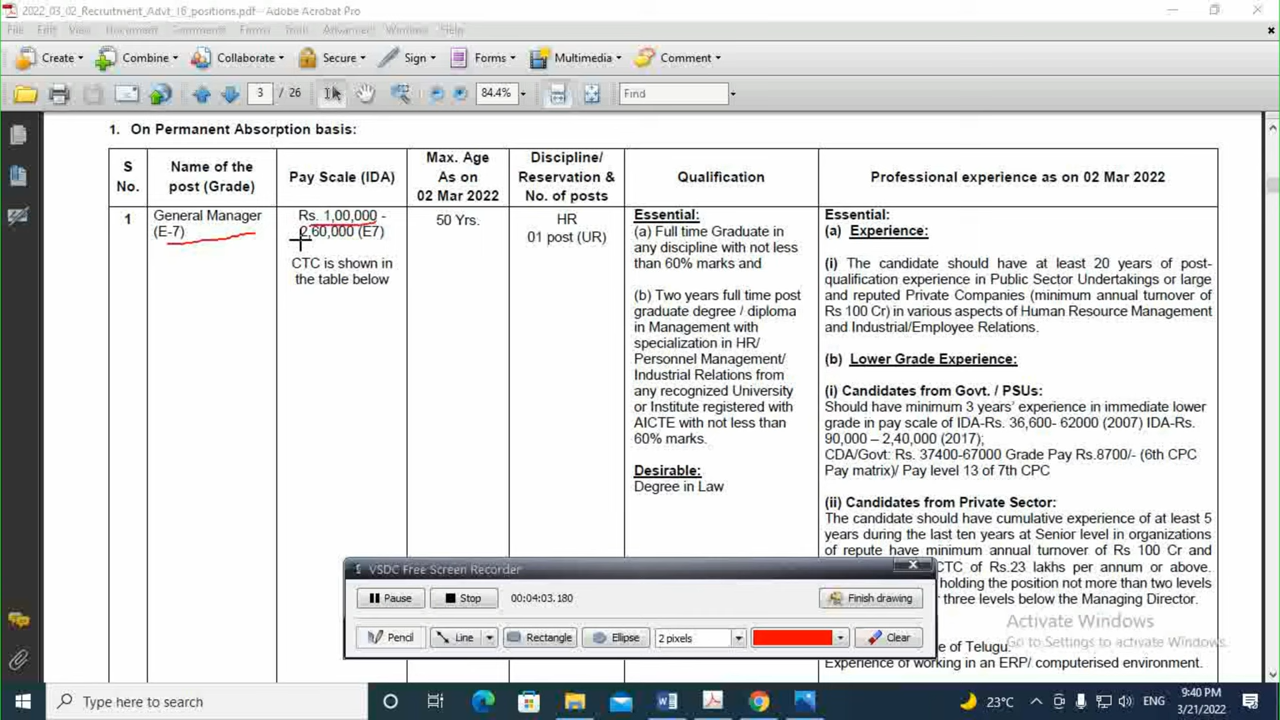 2022_03_02_Recruitment_Advt_16_positions.pdf - Adobe Acrobat Pro
File Edit View Document Comments Forms Tools Advanced Window Help
Create Combine Collaborate Secure Sign Forms Multimedia Comment
3 / 26 84.4% Find
1. On Permanent Absorption basis:
S No.
Name of the post (Grade)
Pay Scale (IDA)
Max. Age As on 02 Mar 2022
Discipline/ Reservation & No. of posts
Qualification
Professional experience as on 02 Mar 2022
1
General Manager
(E-7)
Rs. 1,00,000 -
2,60,000 (E7)
CTC is shown in
the table below
50 Yrs.
HR
01 post (UR)
Essential:
(a) Full time Graduate in
any discipline with not less
than 60% marks and
(b) Two years full time post
graduate degree / diploma
in Management with
specialization in HR/
Personnel Management/
Industrial Relations from
any recognized University
or Institute registered with
AICTE with not less than
60% marks.
Desirable:
Degree in Law
Essential:
(a) Experience:
(i) The candidate should have at least 20 years of post-
qualification experience in Public Sector Undertakings or large
and reputed Private Companies (minimum annual turnover of
Rs 100 Cr) in various aspects of Human Resource Management
and Industrial/Employee Relations.
(b) Lower Grade Experience:
(i) Candidates from Govt. / PSUs:
Should have minimum 3 years' experience in immediate lower
grade in pay scale of IDA-Rs. 36,600- 62000 (2007) IDA-Rs.
90,000 – 2,40,000 (2017);
CDA/Govt: Rs. 37400-67000 Grade Pay Rs.8700/- (6th CPC
Pay matrix)/ Pay level 13 of 7th CPC
(ii) Candidates from Private Sector:
The candidate should have cumulative experience of at least 5
years during the last ten years at Senior level in organizations
of repute have minimum annual turnover of Rs 100 Cr and
CTC of Rs.23 lakhs per annum or above.
holding the position not more than two levels
three levels below the Managing Director.
e of Telugu.
Experience of working in an ERP/ computerised environment.
VSDC Free Screen Recorder
Pause Stop 00:04:03.180 Finish drawing
Pencil Line Rectangle Ellipse 2 pixels Clear
Activate Windows
Go to Settings to activate Windows.
Type here to search
23°C ENG 9:40 PM
3/21/2022